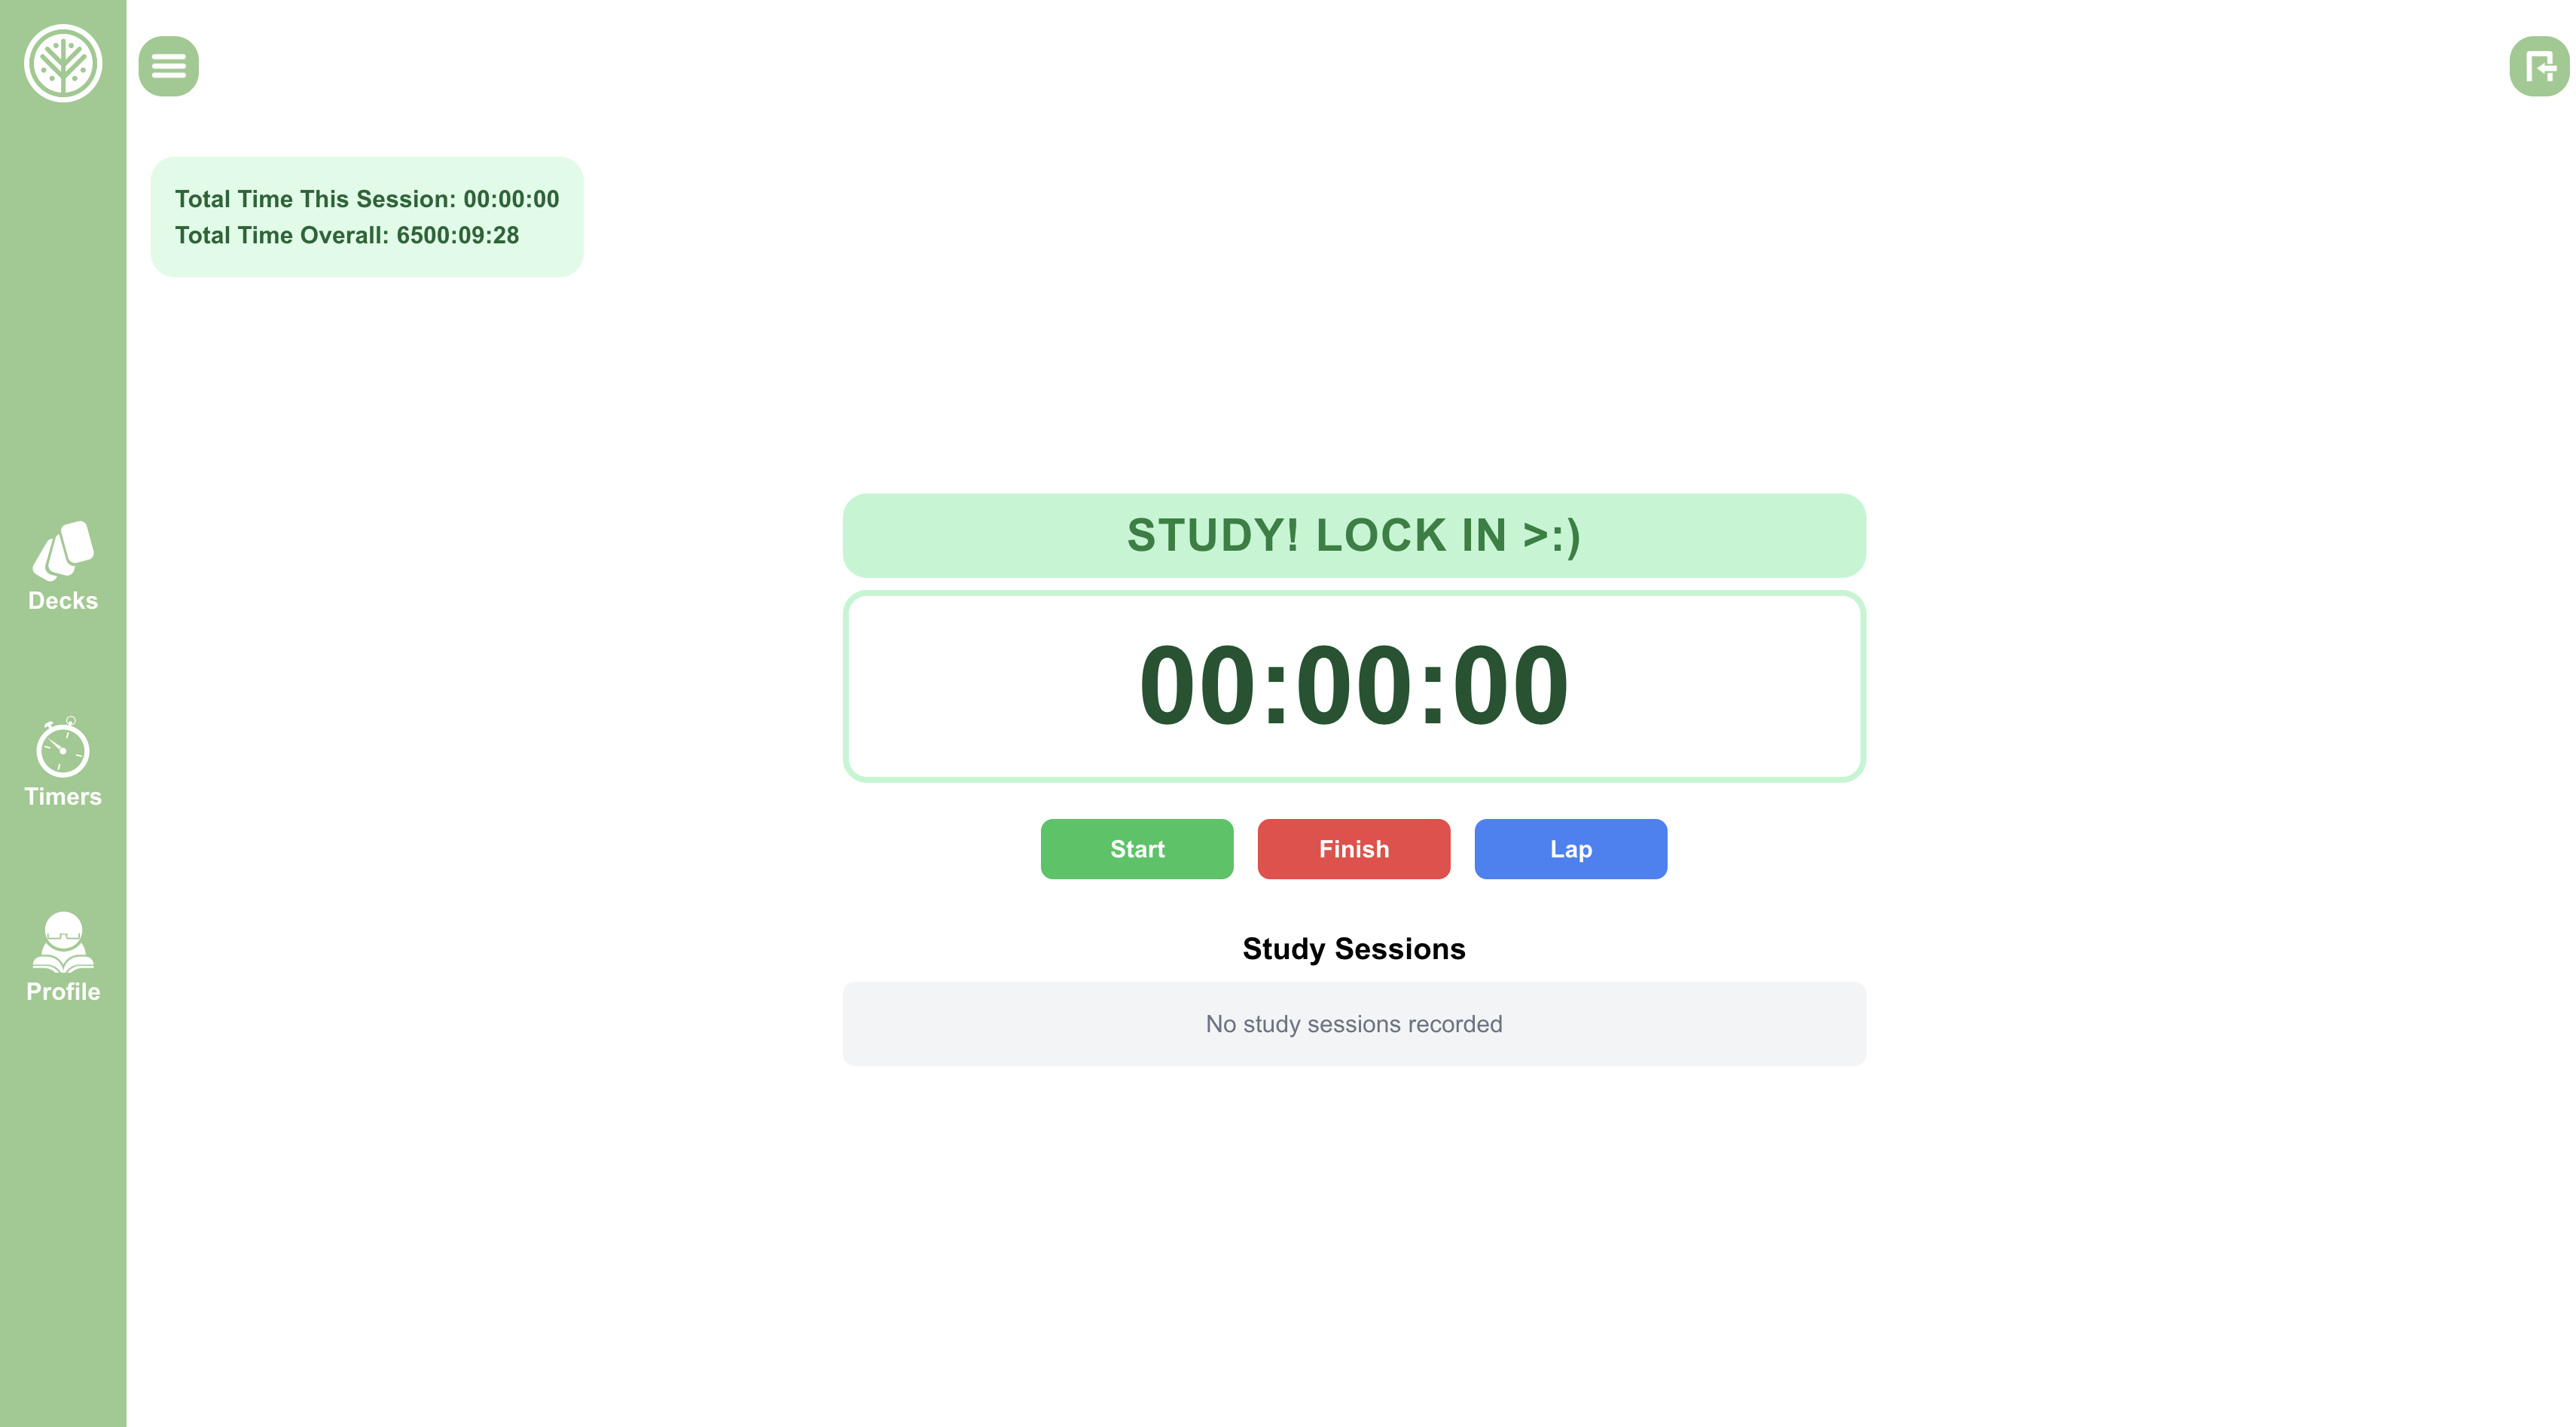 Total Time This Session: 00:00:00
Total Time Overall: 6500:09:28
Decks
Timers
Profile
STUDY! LOCK IN >:)
00:00:00
Start Finish Lap
Study Sessions
No study sessions recorded